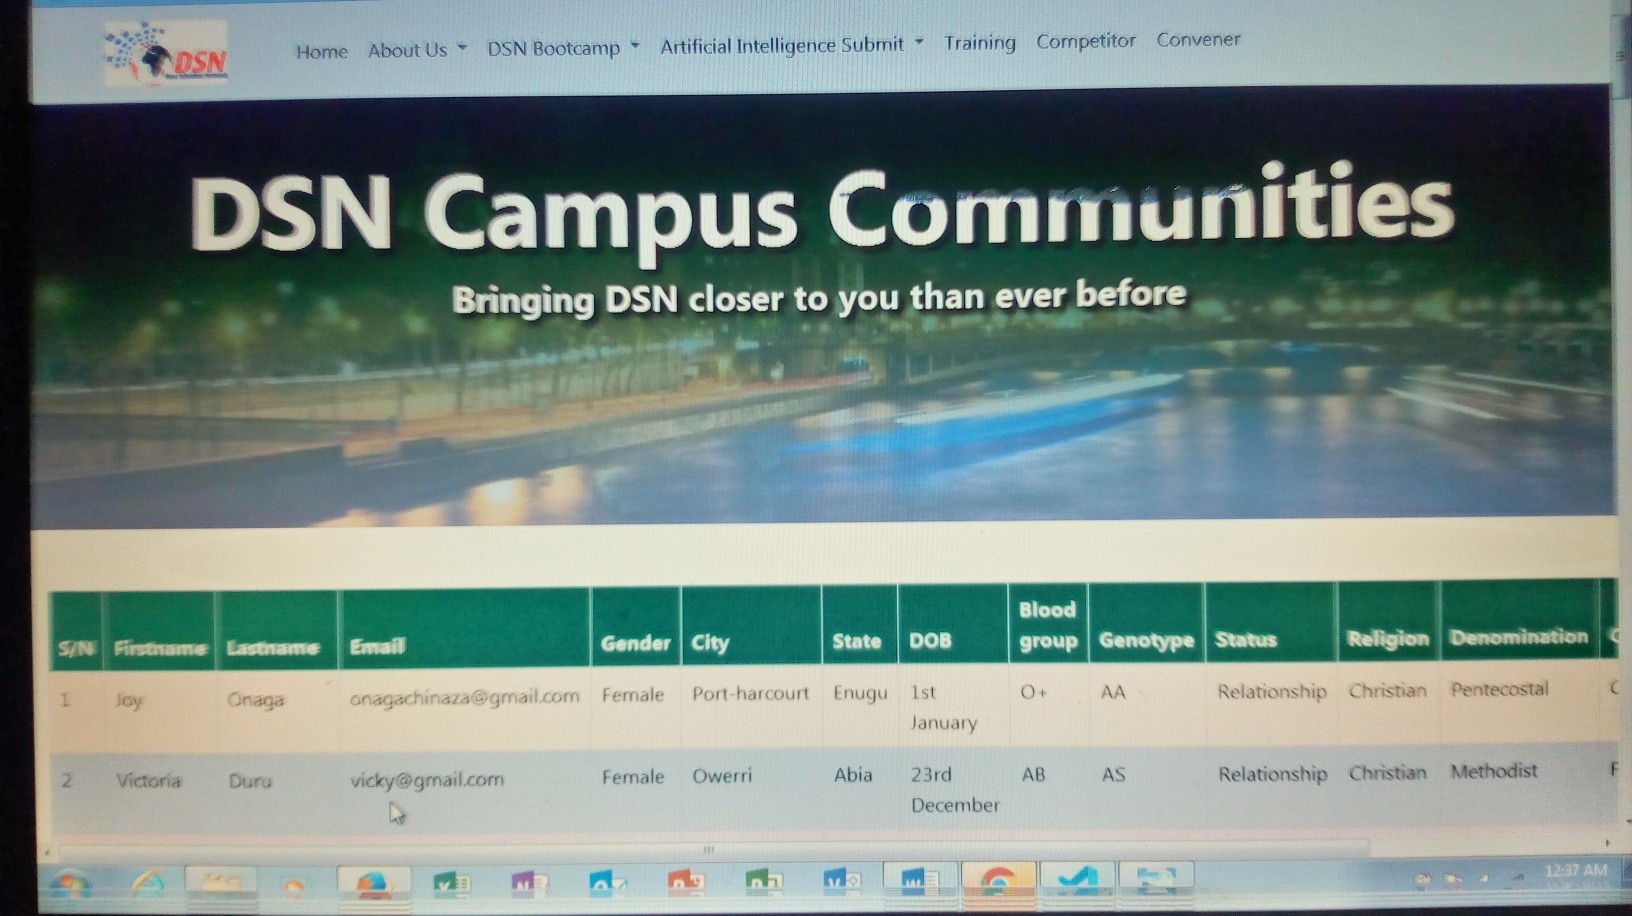 DSN
Home About Us DSN Bootcamp Artificial Intelligence Submit Training Competitor Convener
DSN Campus Communities
Bringing DSN closer to you than ever before
S/N Firstname Lastname Email Gender City State DOB Blood group Genotype Status Religion Denomination
1 Joy Onaga onagachinaza@gmail.com Female Port-harcourt Enugu 1st January O+ AA Relationship Christian Pentecostal
2 Victoria Duru vicky@gmail.com Female Owerri Abia 23rd December AB AS Relationship Christian Methodist
12:37 AM